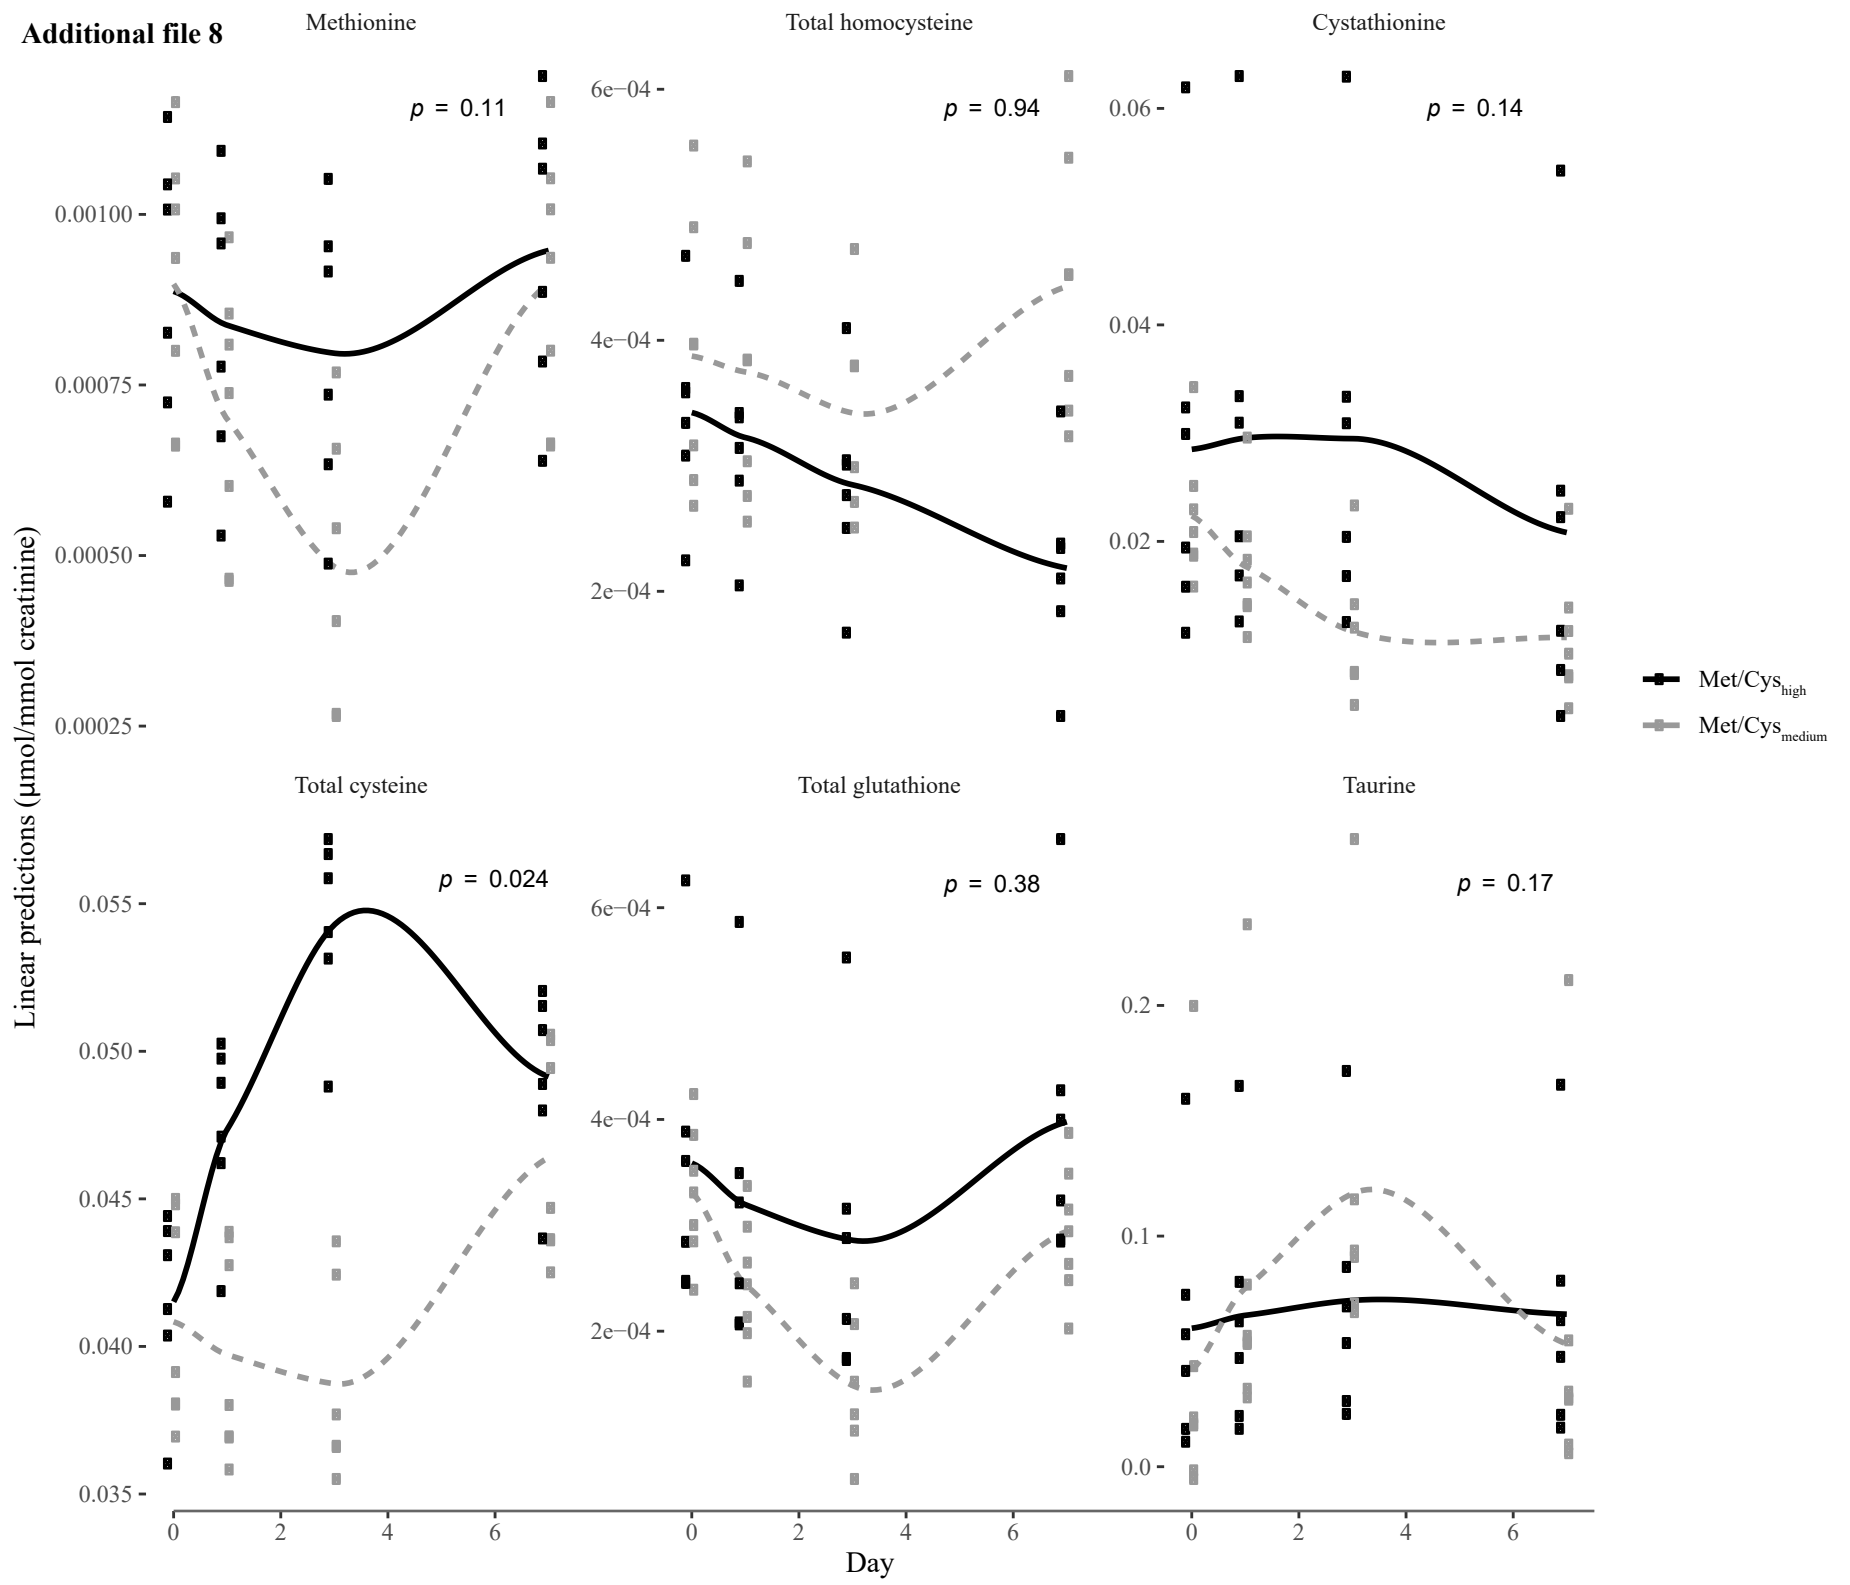 Additional file 8
Methionine
Total homocysteine
Cystathionine
p = 0.11
p = 0.94
p = 0.14
0.00100
0.00075
0.00050
0.00025
6e−04
4e−04
2e−04
0.06
0.04
0.02
Linear predictions (μmol/mmol creatinine)
Met/Cyshigh
Met/Cysmedium
Total cysteine
Total glutathione
Taurine
p = 0.024
p = 0.38
p = 0.17
0.055
0.050
0.045
0.040
0.035
6e−04
4e−04
2e−04
0.2
0.1
0.0
0 2 4 6
0 2 4 6
0 2 4 6
Day